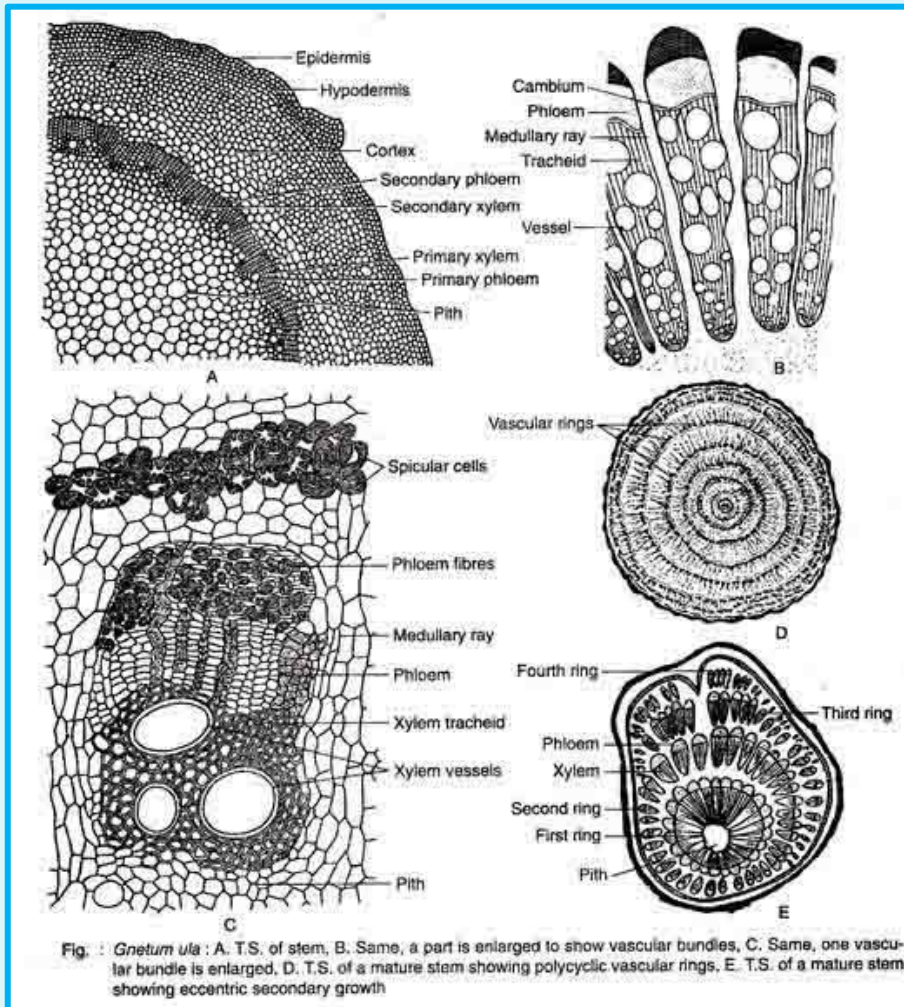 Epidermis
Hypodermis
Cortex
Secondary phloem
Secondary xylem
Primary xylem
Primary phloem
Pith
A
Cambium
Phloem
Medullary ray
Tracheid
Vessel
B
Spicular cells
Phloem fibres
Medullary ray
Phloem
Xylem tracheid
Xylem vessels
Pith
C
Vascular rings
D
Fourth ring
Third ring
Phloem
Xylem
Second ring
First ring
Pith
E
Fig. : Gnetum ula : A. T.S. of stem, B. Same, a part is enlarged to show vascular bundles, C. Same, one vascu-
lar bundle is enlarged, D. T.S. of a mature stem showing polycyclic vascular rings, E. T.S. of a mature stem
showing eccentric secondary growth